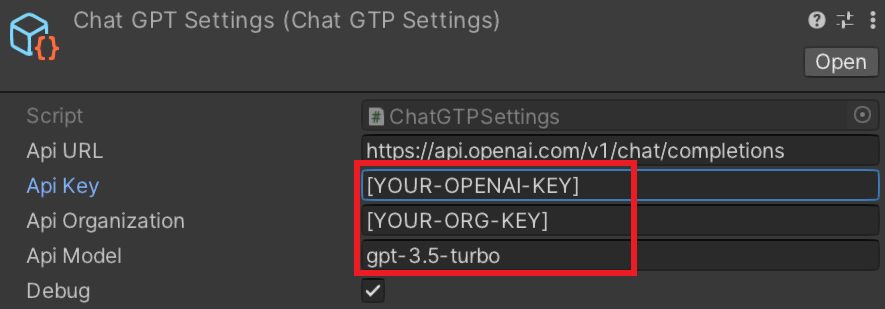 Chat GPT Settings (Chat GTP Settings)
Open
Script ChatGTPSettings
Api URL https://api.openai.com/v1/chat/completions
Api Key [YOUR-OPENAI-KEY]
Api Organization [YOUR-ORG-KEY]
Api Model gpt-3.5-turbo
Debug